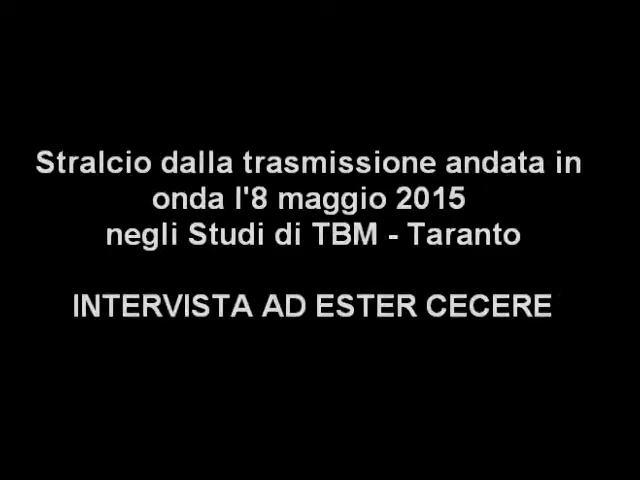 Stralcio dalla trasmissione andata in
onda l'8 maggio 2015
negli Studi di TBM - Taranto
INTERVISTA AD ESTER CECERE